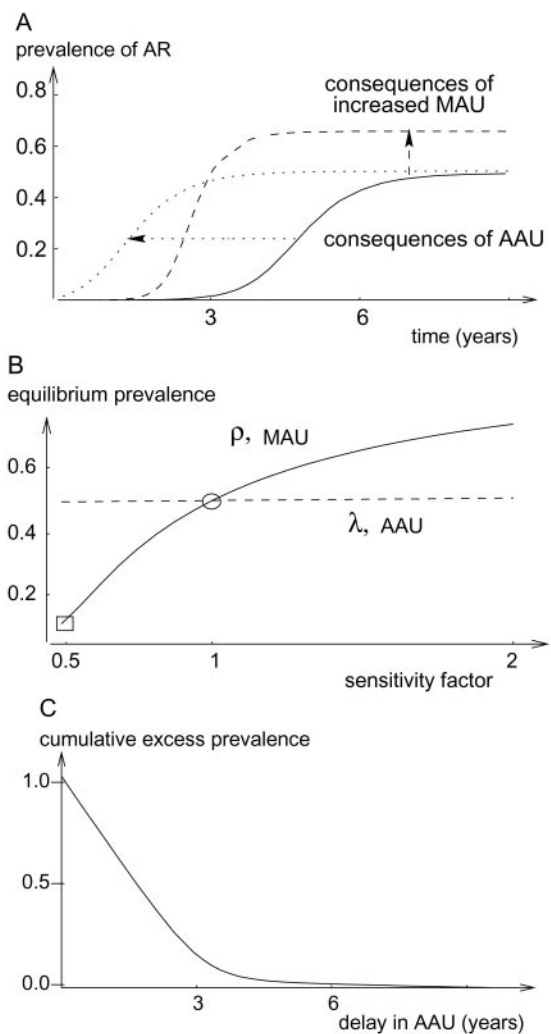 A
prevalence of AR
0.8
0.6
0.4
0.2
consequences of
increased MAU
consequences of AAU
3
6
time (years)
B
equilibrium prevalence
0.6
0.4
0.2
ρ, MAU
λ, AAU
0.5
1
2
sensitivity factor
C
cumulative excess prevalence
1.0
0.5
0.0
3
6
delay in AAU (years)